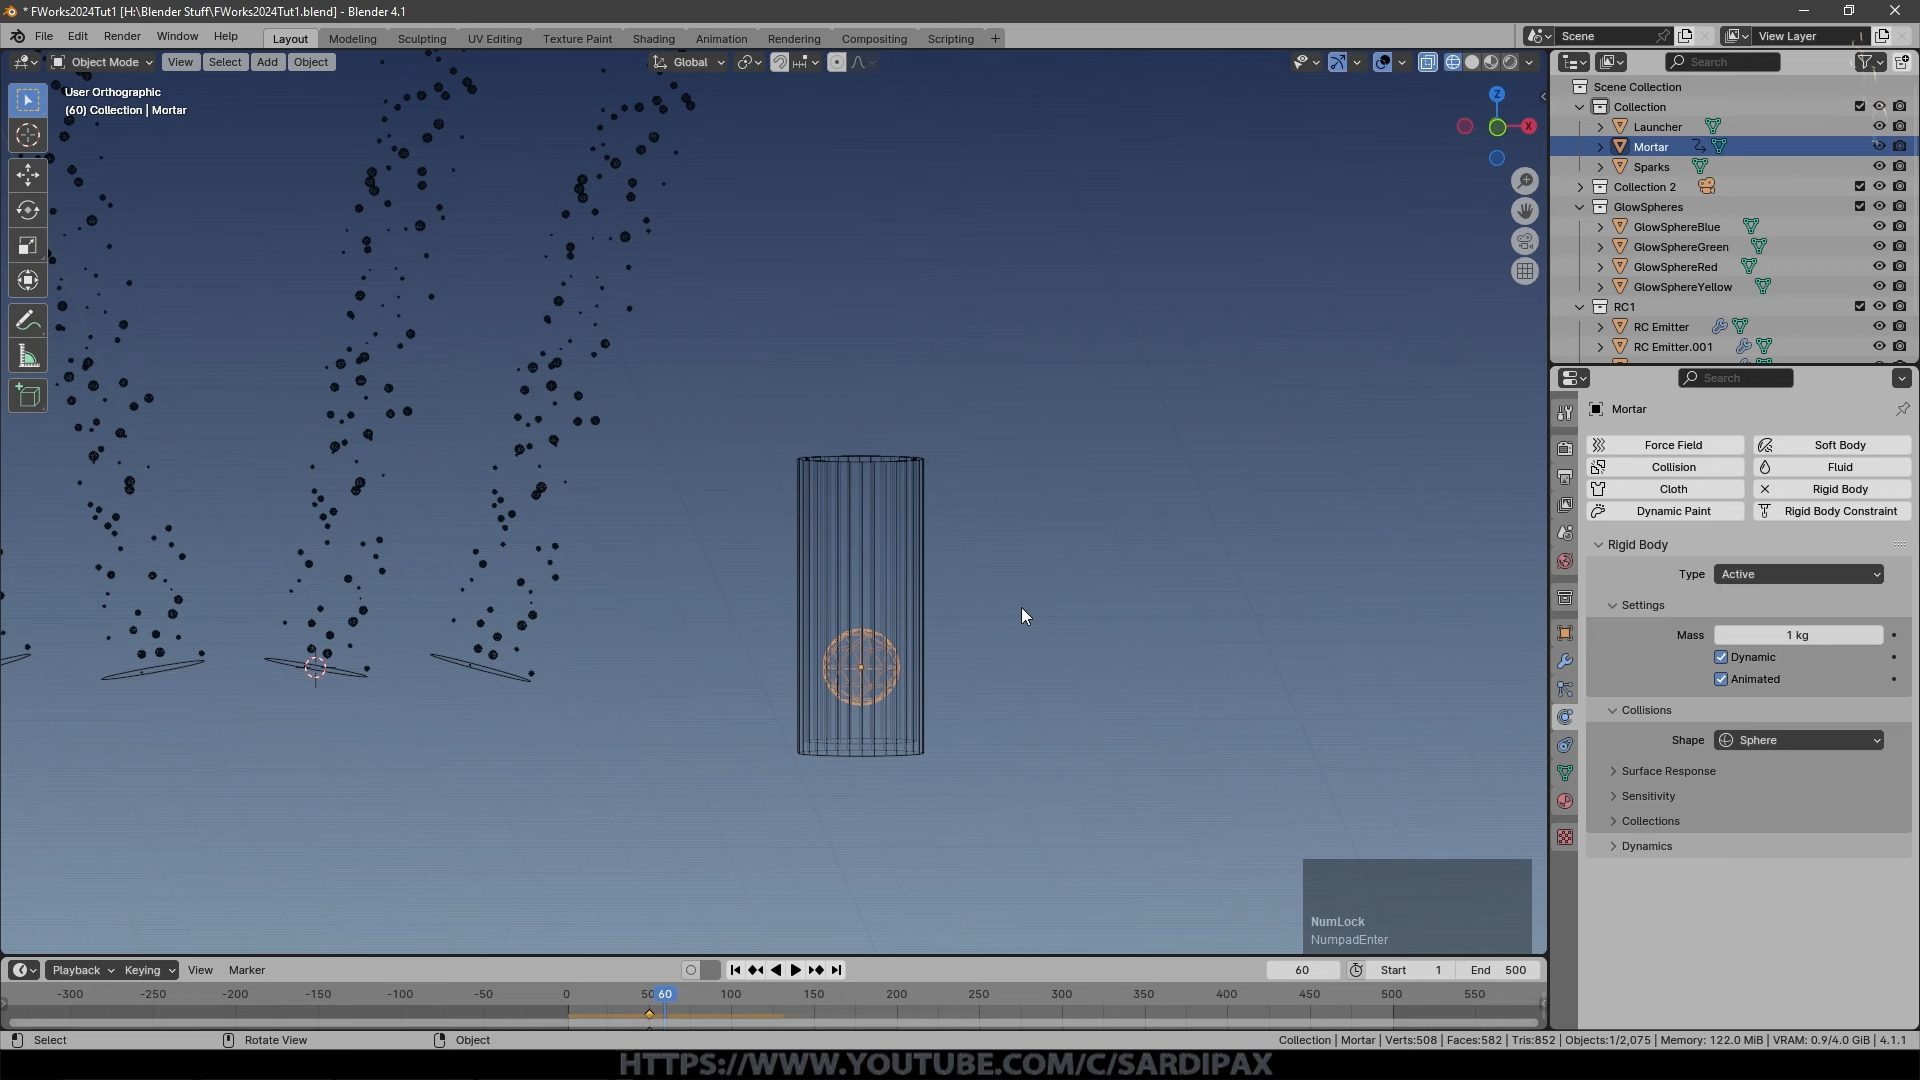 * FWorks2024Tut1 [H:\Blender Stuff\FWorks2024Tut1.blend] - Blender 4.1
File Edit Render Window Help Layout Modeling Sculpting UV Editing Texture Paint Shading Animation Rendering Compositing Scripting + Scene View Layer
Object Mode View Select Add Object Global Search
User Orthographic
(60) Collection | Mortar
Z
X
Scene Collection
Collection
Launcher
Mortar
Sparks
Collection 2
GlowSpheres
GlowSphereBlue
GlowSphereGreen
GlowSphereRed
GlowSphereYellow
RC1
RC Emitter
RC Emitter.001
Search
Mortar
Force Field Soft Body
Collision Fluid
Cloth Rigid Body
Dynamic Paint Rigid Body Constraint
Rigid Body
Type Active
Settings
Mass 1 kg
Dynamic
Animated
Collisions
Shape Sphere
Surface Response
Sensitivity
Collections
Dynamics
NumLock
NumpadEnter
Playback Keying View Marker 60 Start 1 End 500
-300 -250 -200 -150 -100 -50 0 50 60 100 150 200 250 300 350 400 450 500 550
Select Rotate View Object Collection | Mortar | Verts:508 | Faces:582 | Tris:852 | Objects:1/2,075 | Memory: 122.0 MiB | VRAM: 0.9/4.0 GiB | 4.1.1
HTTPS://WWW.YOUTUBE.COM/C/SARDIPAX